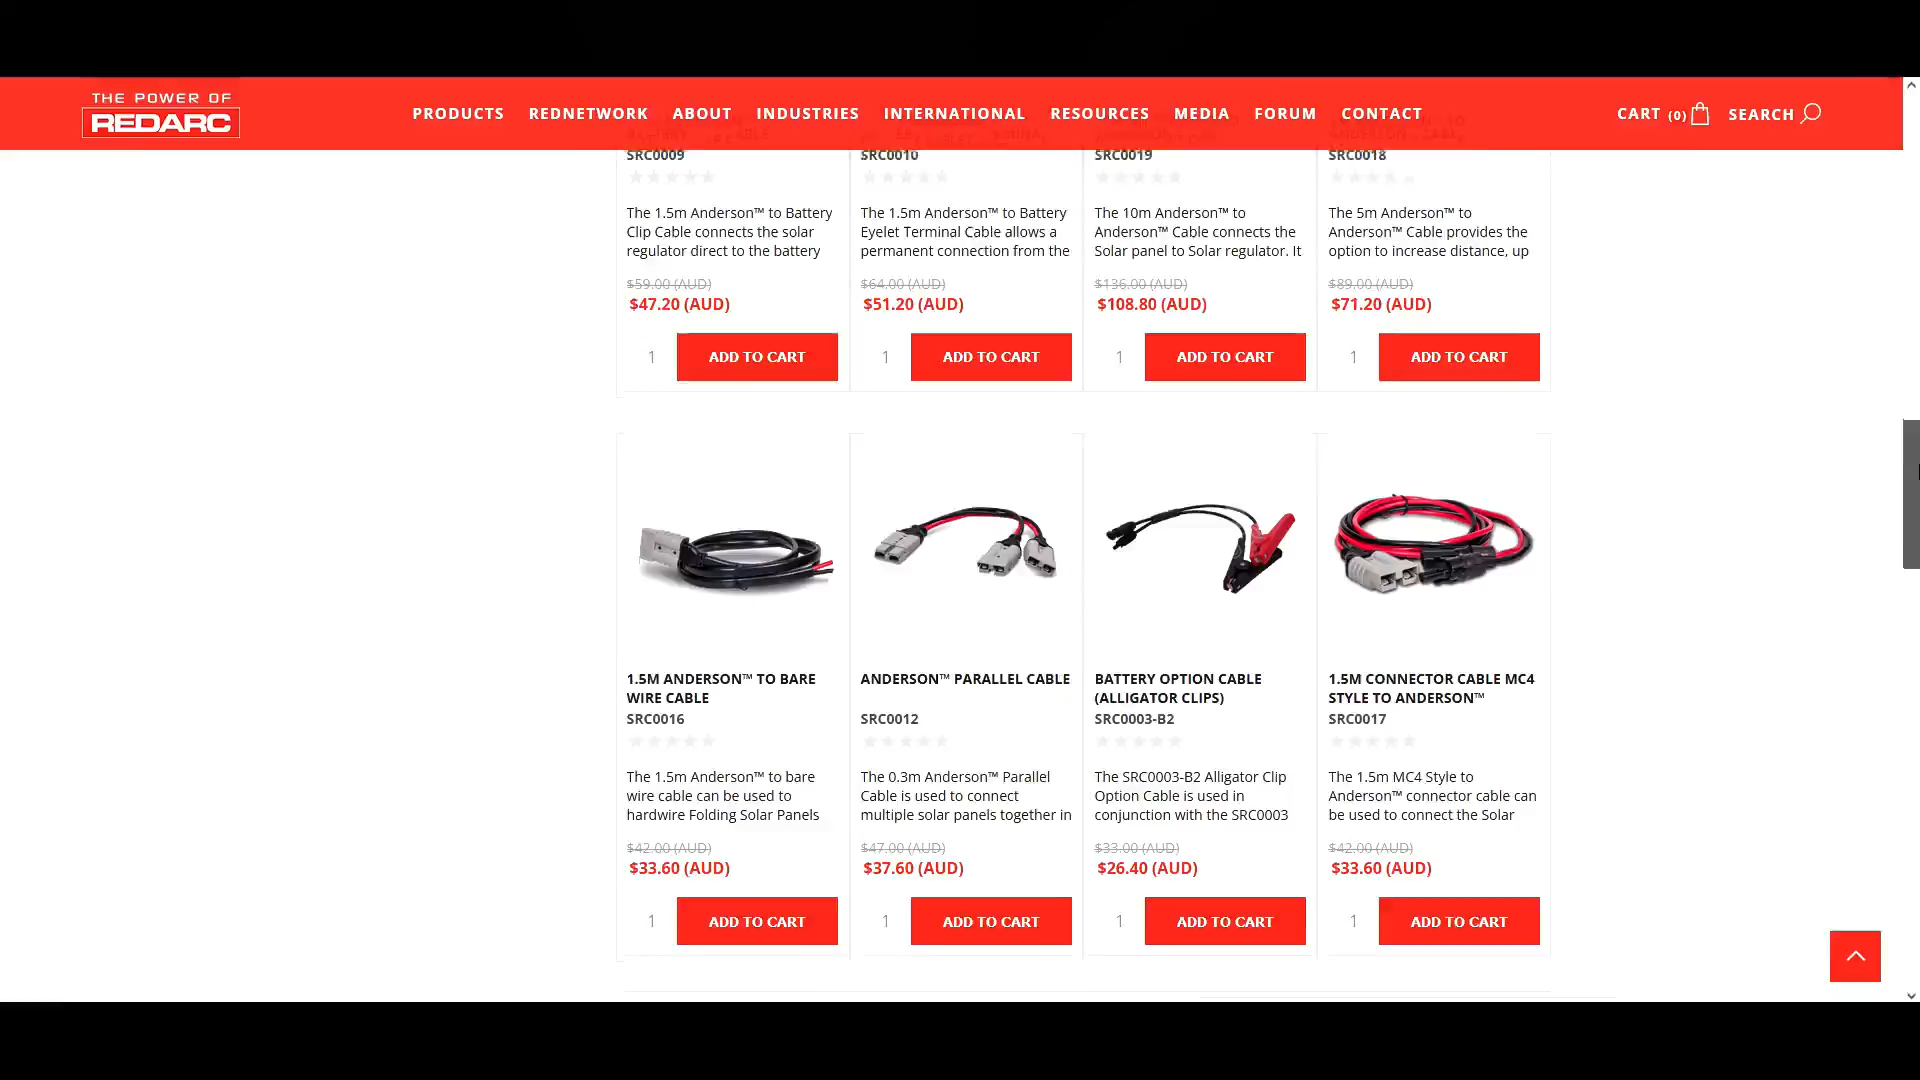 THE POWER OF
REDARC
PRODUCTS REDNETWORK ABOUT INDUSTRIES INTERNATIONAL RESOURCES MEDIA FORUM CONTACT
CART (0) SEARCH
SRC0009
The 1.5m Anderson™ to Battery
Clip Cable connects the solar
regulator direct to the battery
$59.00 (AUD)
$47.20 (AUD)
1 ADD TO CART
SRC0010
The 1.5m Anderson™ to Battery
Eyelet Terminal Cable allows a
permanent connection from the
$64.00 (AUD)
$51.20 (AUD)
1 ADD TO CART
SRC0019
The 10m Anderson™ to
Anderson™ Cable connects the
Solar panel to Solar regulator. It
$136.00 (AUD)
$108.80 (AUD)
1 ADD TO CART
SRC0018
The 5m Anderson™ to
Anderson™ Cable provides the
option to increase distance, up
$89.00 (AUD)
$71.20 (AUD)
1 ADD TO CART
1.5M ANDERSON™ TO BARE
WIRE CABLE
SRC0016
The 1.5m Anderson™ to bare
wire cable can be used to
hardwire Folding Solar Panels
$42.00 (AUD)
$33.60 (AUD)
1 ADD TO CART
ANDERSON™ PARALLEL CABLE
SRC0012
The 0.3m Anderson™ Parallel
Cable is used to connect
multiple solar panels together in
$47.00 (AUD)
$37.60 (AUD)
1 ADD TO CART
BATTERY OPTION CABLE
(ALLIGATOR CLIPS)
SRC0003-B2
The SRC0003-B2 Alligator Clip
Option Cable is used in
conjunction with the SRC0003
$33.00 (AUD)
$26.40 (AUD)
1 ADD TO CART
1.5M CONNECTOR CABLE MC4
STYLE TO ANDERSON™
SRC0017
The 1.5m MC4 Style to
Anderson™ connector cable can
be used to connect the Solar
$42.00 (AUD)
$33.60 (AUD)
1 ADD TO CART